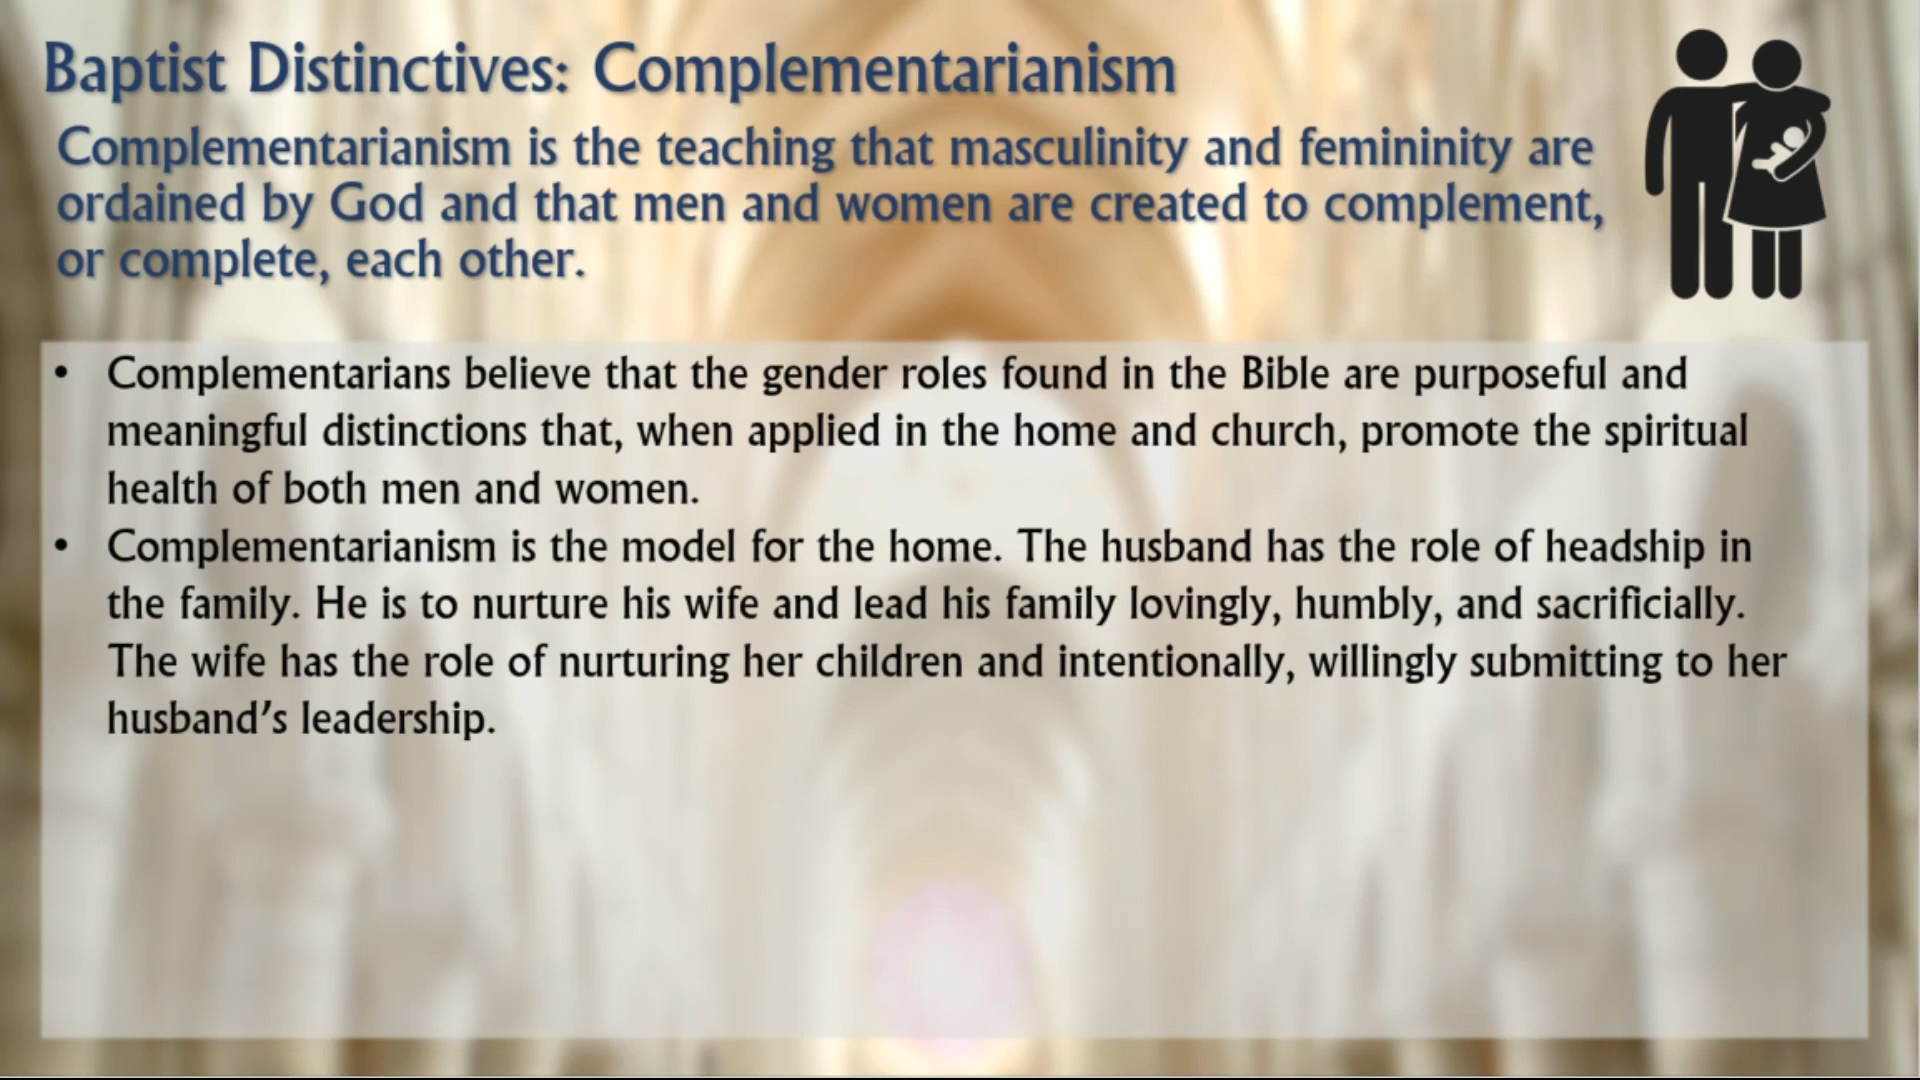 Baptist Distinctives: Complementarianism
Complementarianism is the teaching that masculinity and femininity are
ordained by God and that men and women are created to complement,
or complete, each other.
• Complementarians believe that the gender roles found in the Bible are purposeful and
meaningful distinctions that, when applied in the home and church, promote the spiritual
health of both men and women.
• Complementarianism is the model for the home. The husband has the role of headship in
the family. He is to nurture his wife and lead his family lovingly, humbly, and sacrificially.
The wife has the role of nurturing her children and intentionally, willingly submitting to her
husband’s leadership.